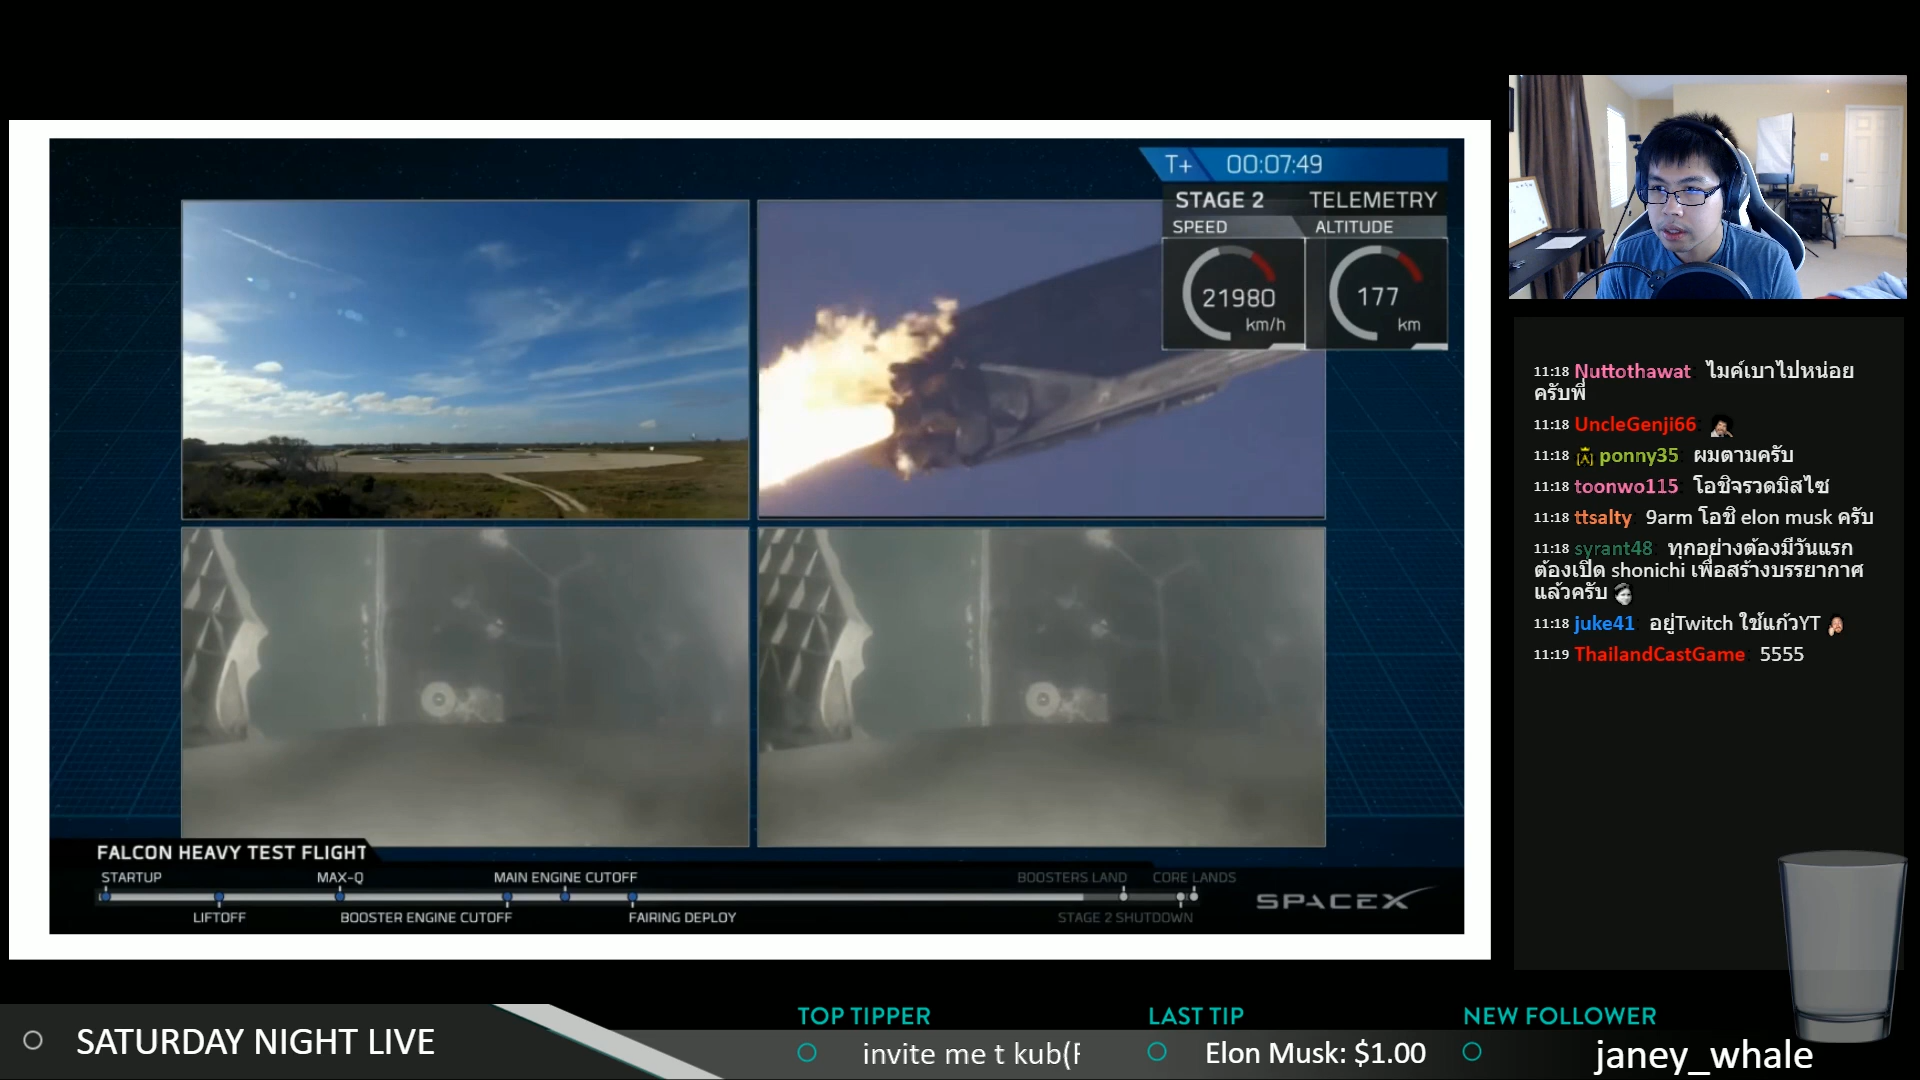 T+ 00:07:49
STAGE 2 TELEMETRY
SPEED ALTITUDE
21980 177
km/h km
FALCON HEAVY TEST FLIGHT
STARTUP MAX-Q MAIN ENGINE CUTOFF BOOSTERS LAND CORE LANDS
LIFTOFF BOOSTER ENGINE CUTOFF FAIRING DEPLOY STAGE 2 SHUTDOWN
SPACEX
11:18 Nuttothawat: ไมค์เบาไปหน่อย
ครับพี่
11:18 UncleGenji66:
11:18 ponny35: ผมตามครับ
11:18 toonwo115: โอชิจรวดมิสไซ่
11:18 ttsalty: 9arm โอชิ elon musk ครับ
11:18 syrant48: ทุกอย่างต้องมีวันแรก
ต้องเปิด shonichi เพื่อสร้างบรรยากาศ
แล้วครับ
11:18 juke41: อยู่Twitch ใช้แก้วYT
11:19 ThailandCastGame: 5555
SATURDAY NIGHT LIVE
TOP TIPPER
invite me t kub(F
LAST TIP
Elon Musk: $1.00
NEW FOLLOWER
janey_whale